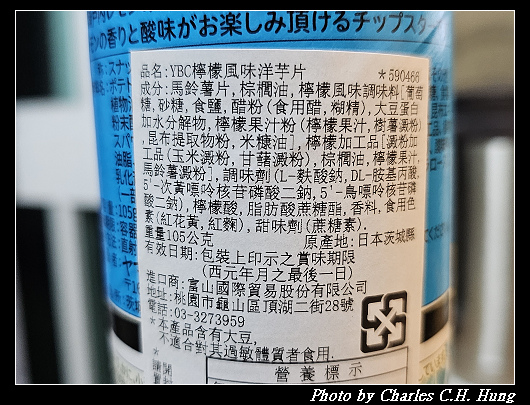 ンの香りと酸味がお楽しみ頂けるチップスター
品名:YBC檸檬風味洋芋片 *590466
成分:馬鈴薯片,棕櫚油,檸檬風味調味料[葡萄
糖,砂糖,食鹽,醋粉(食用醋,糊精),大豆蛋白
加水分解物,檸檬果汁粉(檸檬果汁,樹薯澱粉)
,昆布提取物粉,米糠油],檸檬加工品[澱粉加
工品(玉米澱粉,甘藷澱粉),棕櫚油,檸檬果汁,
馬鈴薯澱粉],調味劑(L-麩酸鈉,DL-胺基丙酸,
5'-次黃嘌呤核苷磷酸二鈉,5'-鳥嘌呤核苷磷
酸二鈉),檸檬酸,脂肪酸蔗糖酯,香料,食用色
素(紅花黃,紅麴),甜味劑(蔗糖素).
重量105公克 原產地:日本茨城縣
有效日期:包裝上印示之賞味期限
(西元年月之最後一日)
進口商:富山國際貿易股份有限公司
地址:桃園市龜山區頂湖二街28號
電話:03-3273959
*本產品含有大豆,
不適合對其過敏體質者食用.
營養標示
Photo by Charles C.H. Hung